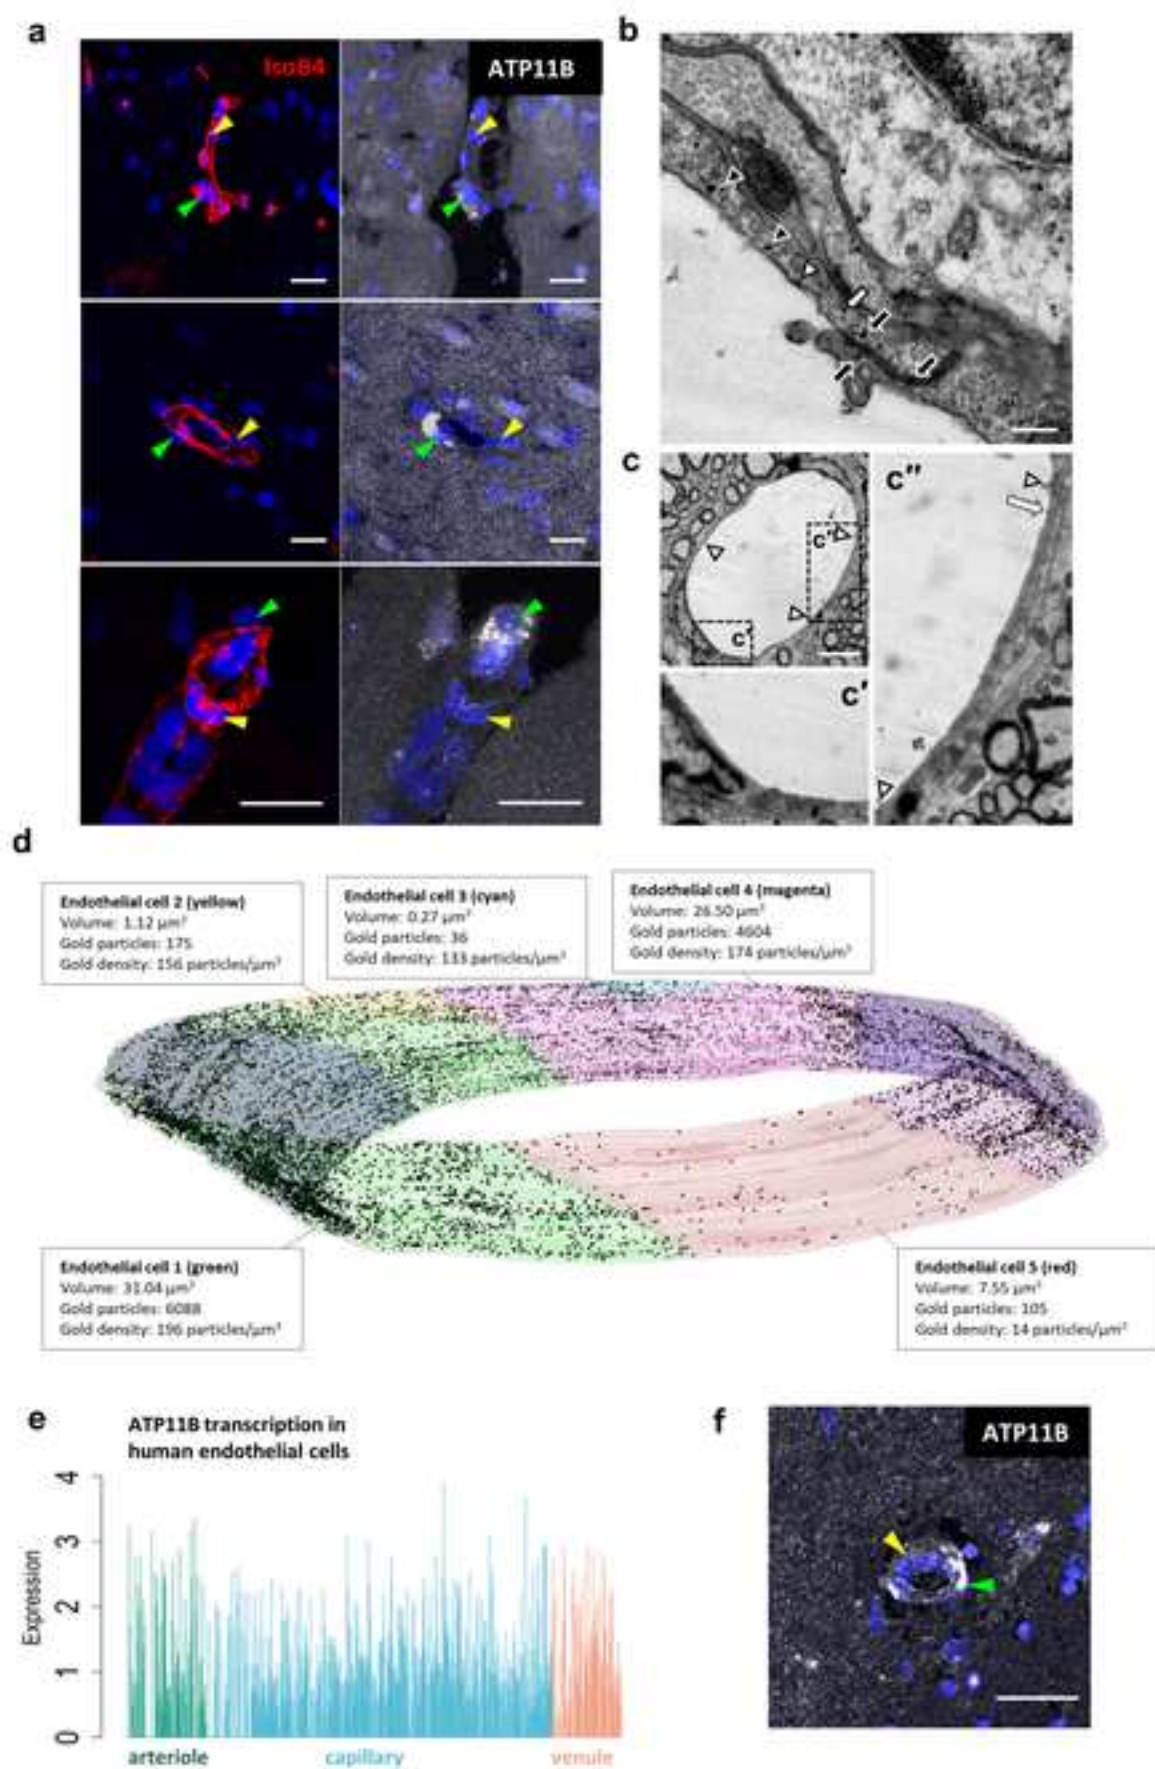 a
IsoB4
ATP11B
b
c
c''
c''
c'
c'
d
Endothelial cell 2 (yellow)
Volume: 1.12 µm³
Gold particles: 175
Gold density: 156 particles/µm³
Endothelial cell 3 (cyan)
Volume: 0.27 µm³
Gold particles: 36
Gold density: 133 particles/µm³
Endothelial cell 4 (magenta)
Volume: 26.50 µm³
Gold particles: 4604
Gold density: 174 particles/µm³
Endothelial cell 1 (green)
Volume: 31.04 µm³
Gold particles: 6088
Gold density: 196 particles/µm³
Endothelial cell 5 (red)
Volume: 7.55 µm³
Gold particles: 105
Gold density: 14 particles/µm³
e
ATP11B transcription in
human endothelial cells
Expression
4
3
2
1
0
arteriole
capillary
venule
f
ATP11B